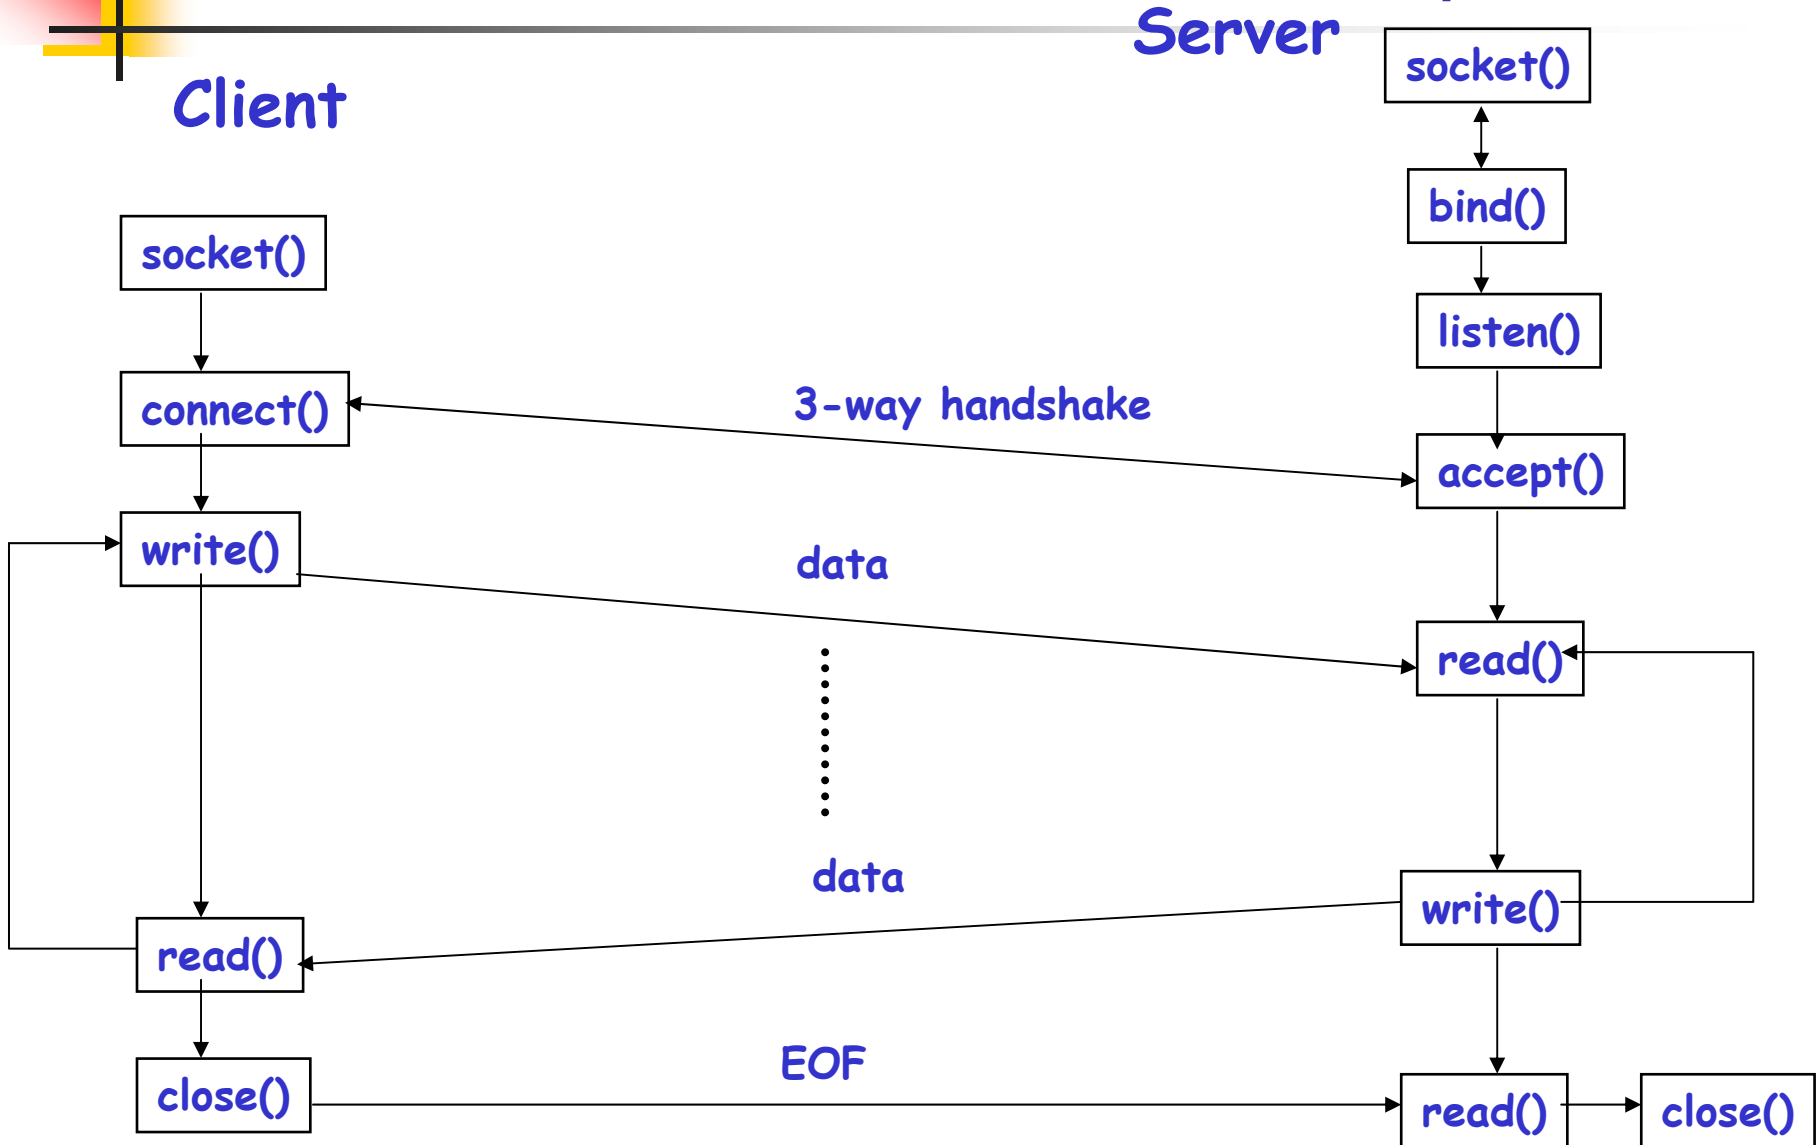 Server
socket()
Client
bind()
socket()
listen()
connect()
3-way handshake
accept()
write()
data
read()
data
write()
read()
EOF
close()
read()
close()